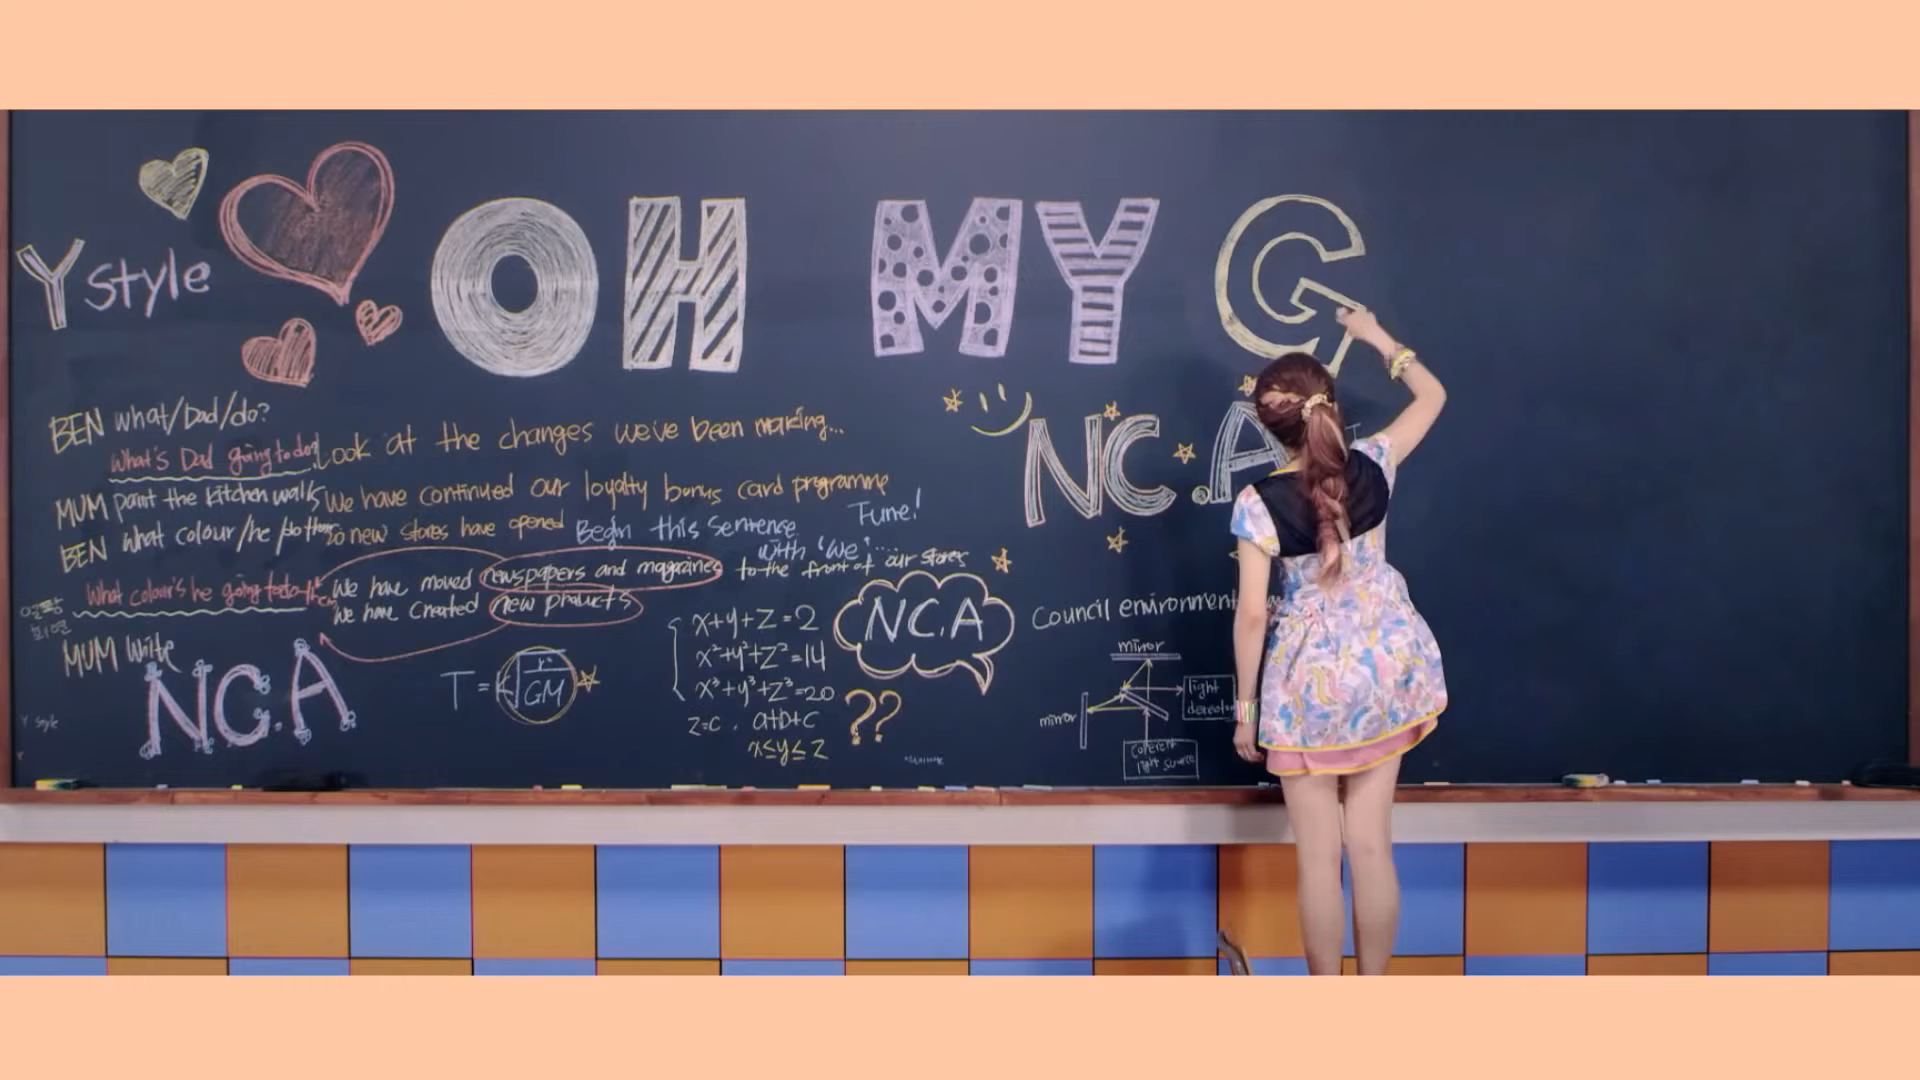 OH MY G
Y style
NC.A
BEN what/Dad/do?
What's Dad going to do?
Look at the changes we've been making...
MUM paint the kitchen walls
We have continued our loyalty bonus card programme
BEN what colour/he
new stores have opened
Begin this sentence
with 'we'...
Tune!
What colour's he going to
We have moved newspapers and magazines to the front of our stores
We have created new products
MUM White
NC.A
Y style
T =
GM
x+y+z=2
x²+y²+z²=14
x³+y³+z³=20
z=c. a+b+c
x≤y≤z
??
NC.A
Council environment
mirror
mirror
light
detector
coherent
light source